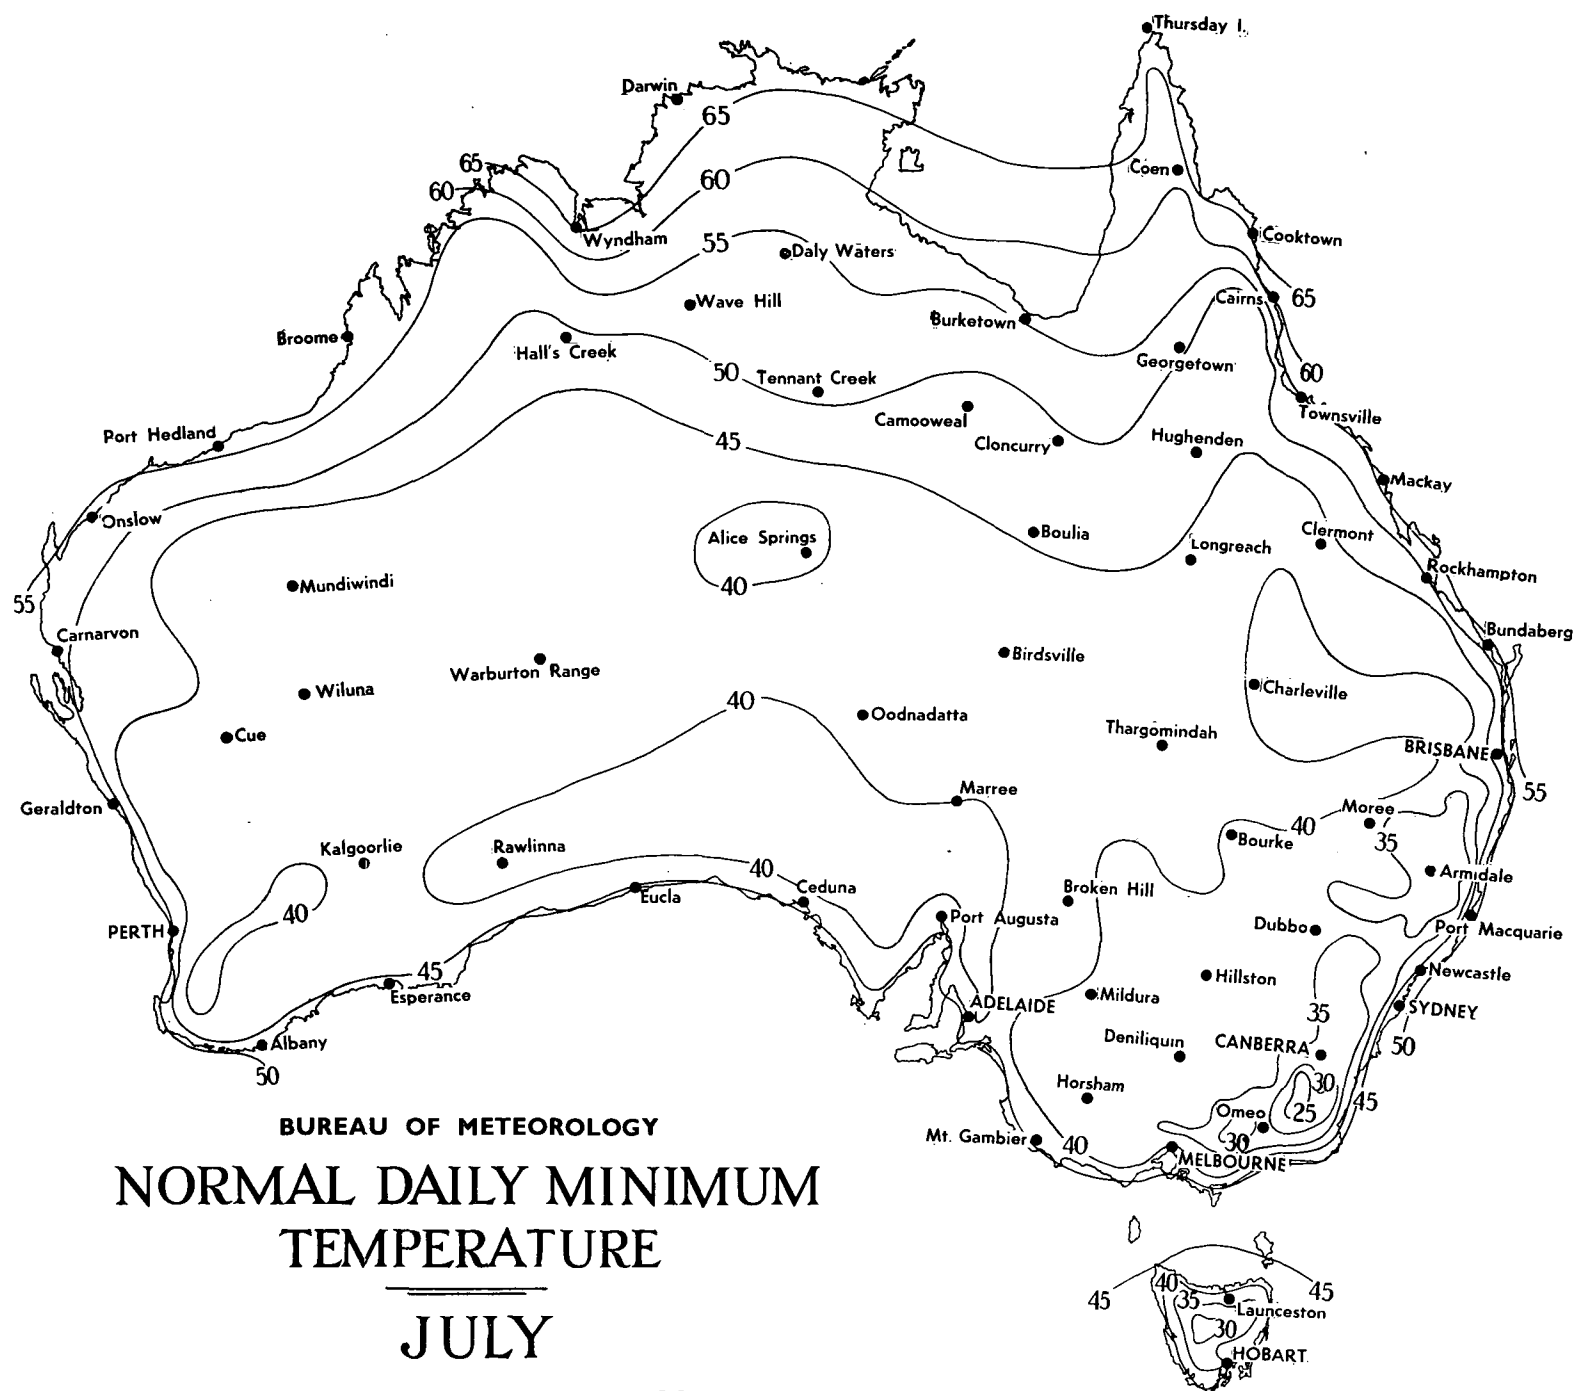 Thursday I.
Darwin
65
65
60
60
Coen
Wyndham
55
Daly Waters
Cooktown
Wave Hill
Cairns
65
Burketown
Broome
Hall's Creek
Georgetown
50
Tennant Creek
60
Camooweal
Townsville
Port Hedland
45
Cloncurry
Hughenden
Mackay
Onslow
Alice Springs
Boulia
Longreach
Clermont
40
Rockhampton
Mundiwindi
55
Carnarvon
Bundaberg
Warburton Range
Birdsville
Wiluna
Charleville
40
Oodnadatta
Cue
Thargomindah
BRISBANE
Marree
55
Geraldton
Moree
40
Bourke
35
Kalgoorlie
Rawlinna
40
Armidale
Ceduna
Broken Hill
Eucla
40
Port Augusta
PERTH
Dubbo
Port Macquarie
45
Hillston
Newcastle
Esperance
Mildura
ADELAIDE
35
SYDNEY
Albany
Deniliquin
CANBERRA
50
50
Horsham
30
Omeo
25
45
BUREAU OF METEOROLOGY
Mt. Gambier
40
30
MELBOURNE
NORMAL DAILY MINIMUM
TEMPERATURE
JULY
45
40
35
45
Launceston
30
HOBART